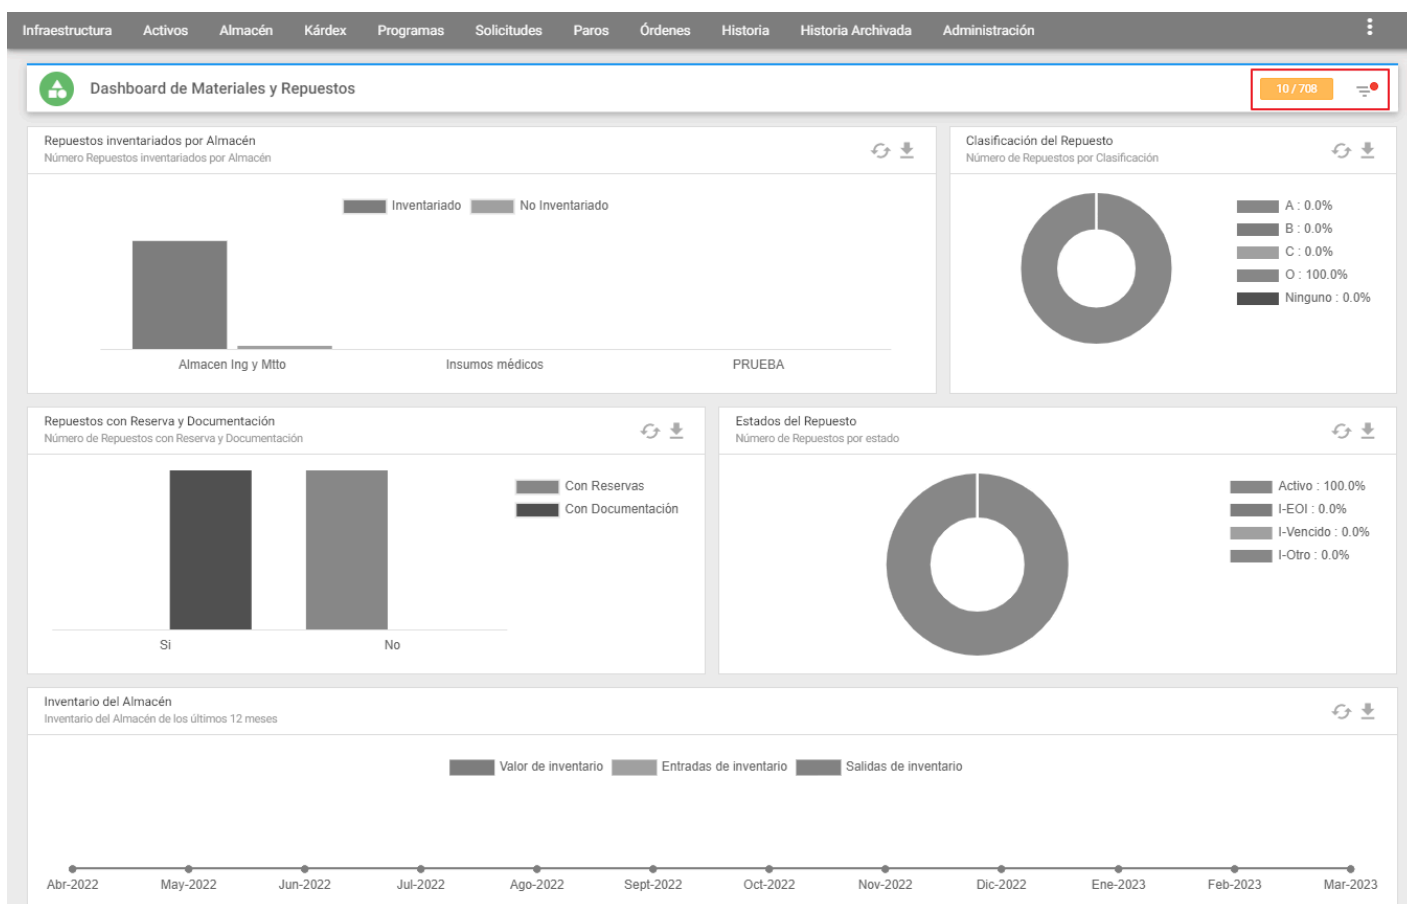 Infraestructura Activos Almacén Kárdex Programas Solicitudes Paros Órdenes Historia Historia Archivada Administración
Dashboard de Materiales y Repuestos
10 / 708
Repuestos inventariados por Almacén
Número Repuestos inventariados por Almacén
Inventariado No Inventariado
Almacen Ing y Mtto Insumos médicos PRUEBA
Clasificación del Repuesto
Número de Repuestos por Clasificación
A : 0.0%
B : 0.0%
C : 0.0%
O : 100.0%
Ninguno : 0.0%
Repuestos con Reserva y Documentación
Número de Repuestos con Reserva y Documentación
Con Reservas
Con Documentación
Si No
Estados del Repuesto
Número de Repuestos por estado
Activo : 100.0%
I-EOI : 0.0%
I-Vencido : 0.0%
I-Otro : 0.0%
Inventario del Almacén
Inventario del Almacén de los últimos 12 meses
Valor de inventario Entradas de inventario Salidas de inventario
Abr-2022 May-2022 Jun-2022 Jul-2022 Ago-2022 Sept-2022 Oct-2022 Nov-2022 Dic-2022 Ene-2023 Feb-2023 Mar-2023